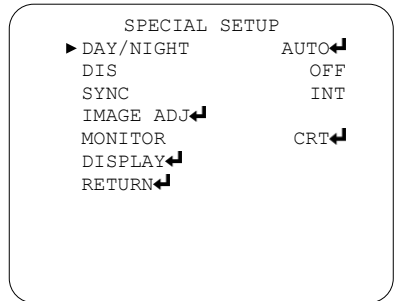 SPECIAL SETUP
►DAY/NIGHT AUTO↵
DIS OFF
SYNC INT
IMAGE ADJ↵
MONITOR CRT↵
DISPLAY↵
RETURN↵